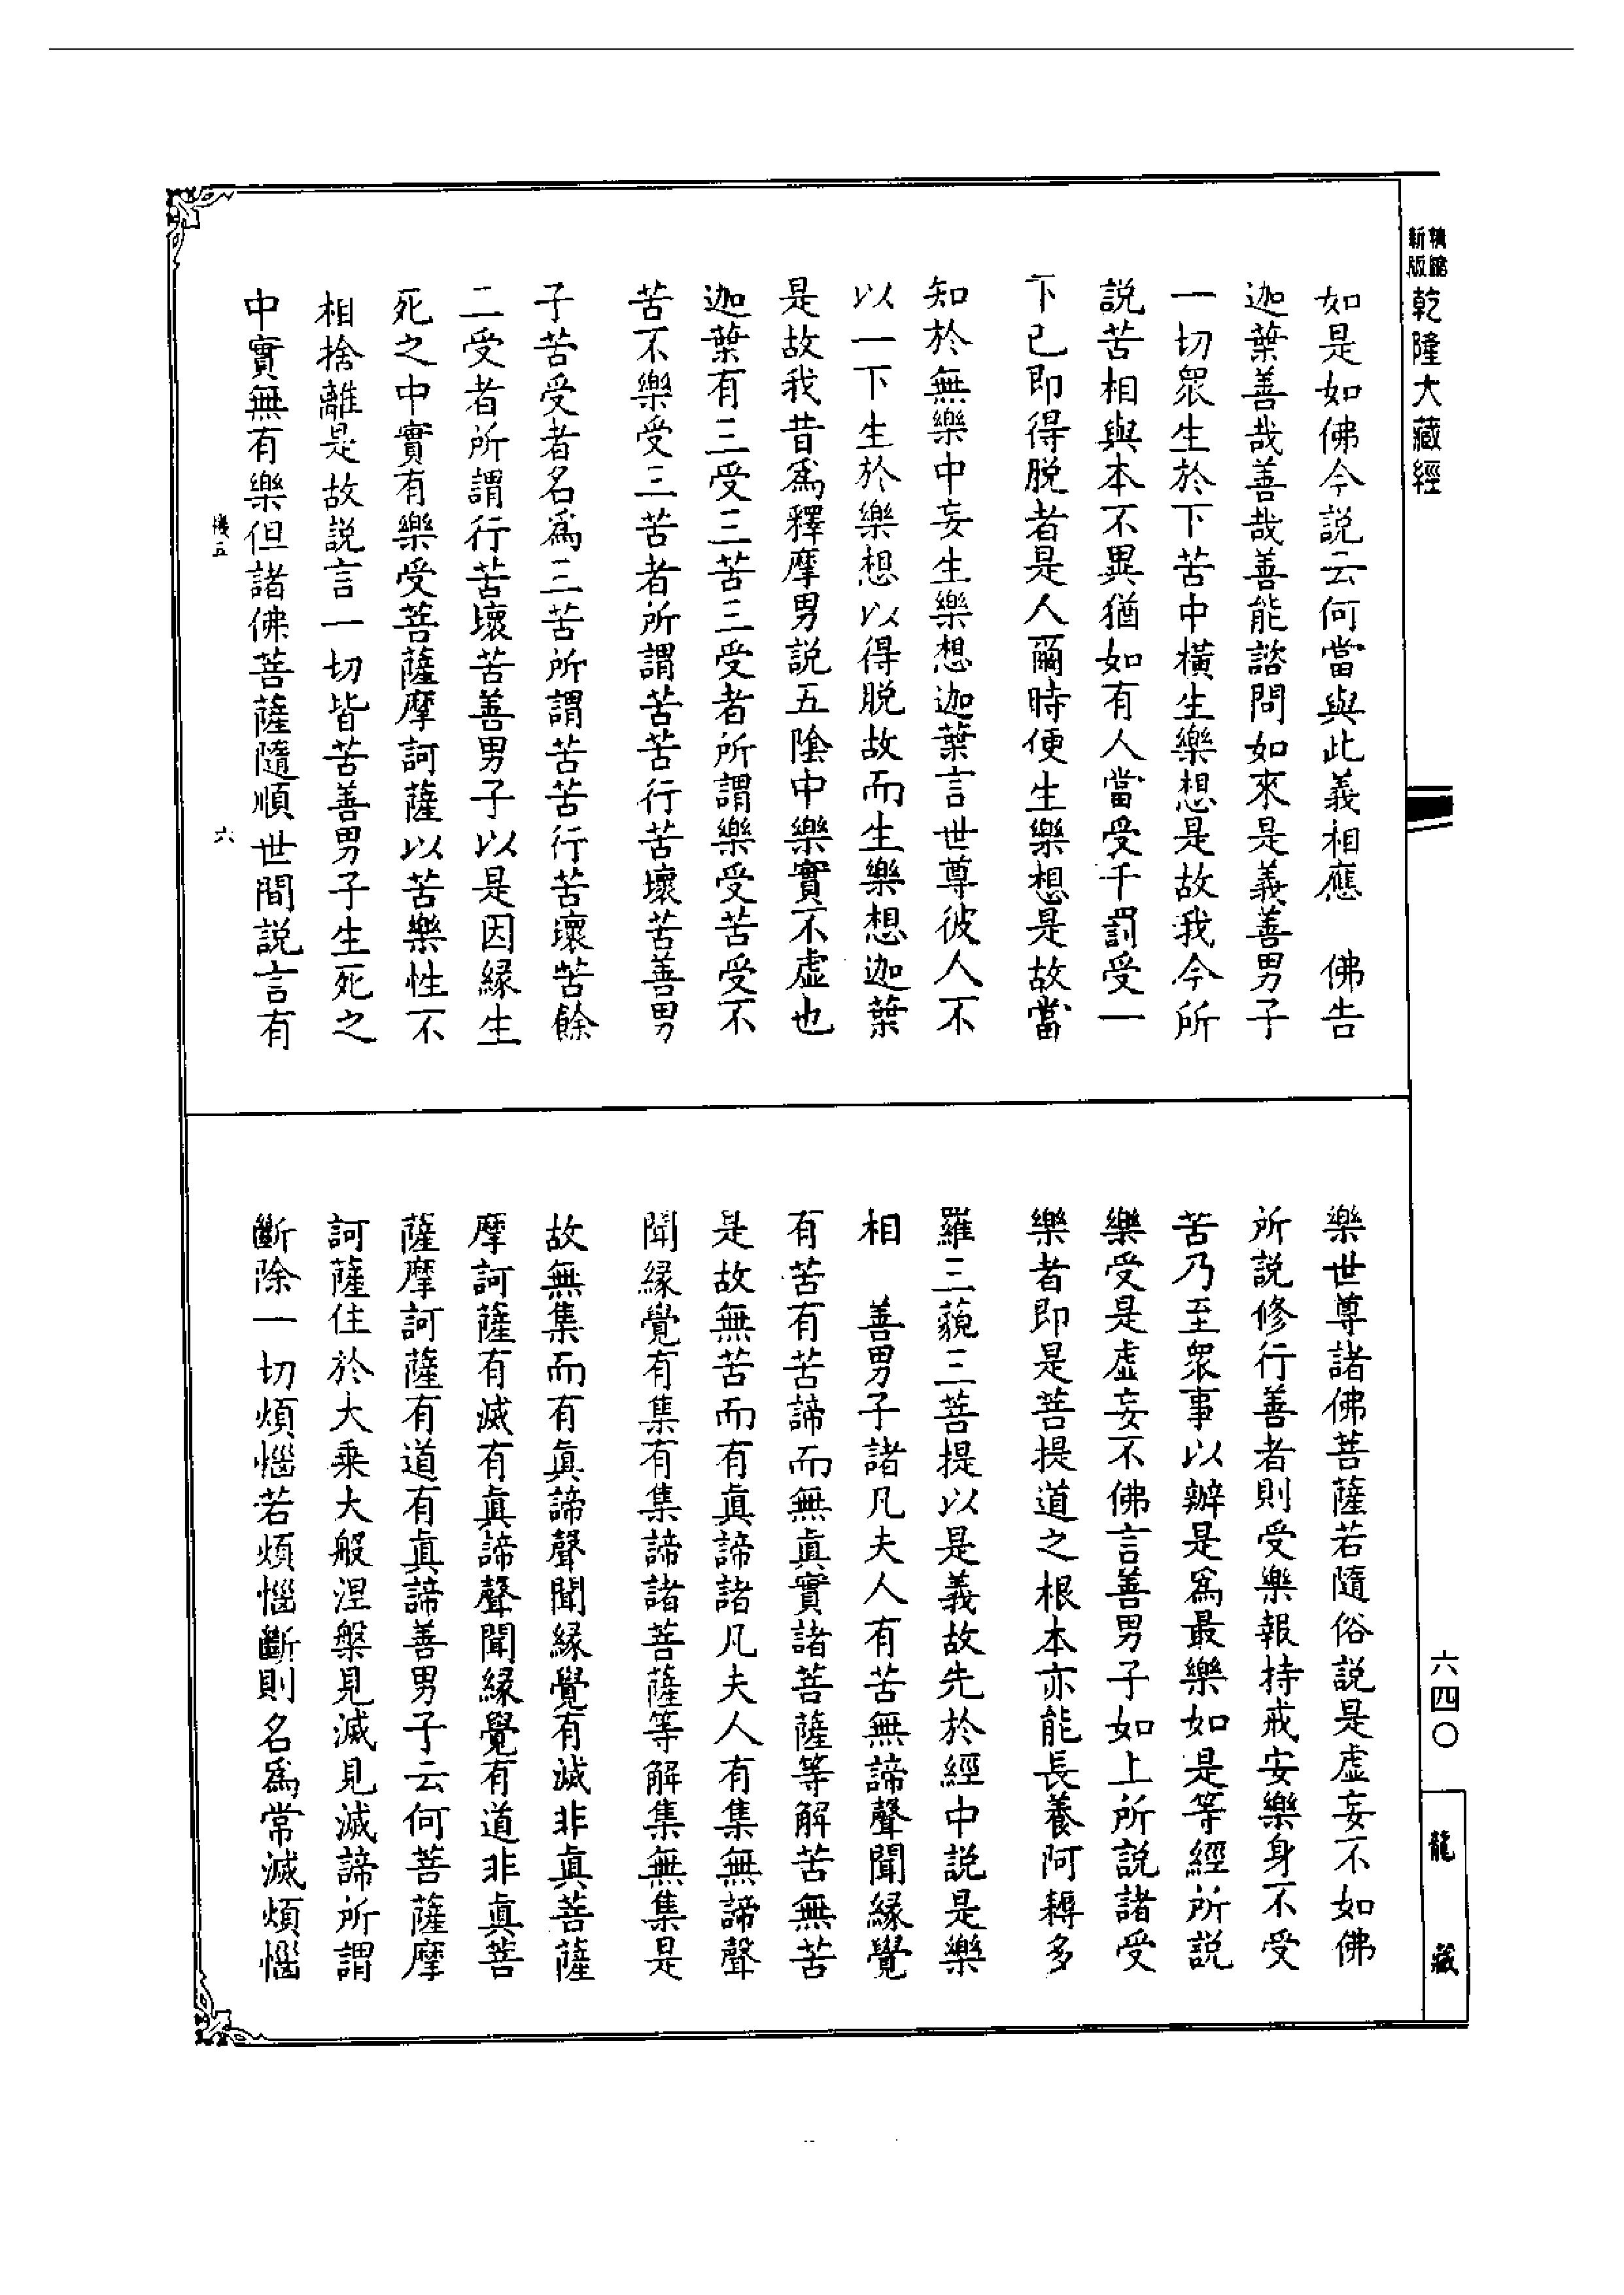 新版
精縮
乾隆大藏經
如是如佛今説云何當與此義相應　佛告
迦葉善哉善哉善能諮問如來是義善男子
一切眾生於下苦中橫生樂想是故我今所
説苦相與本不異猶如有人當受千罰受一
下已即得脱者是人爾時便生樂想是故當
知於無樂中妄生樂想迦葉言世尊彼人不
以一下生於樂想以得脱故而生樂想迦葉
是故我昔爲釋摩男説五陰中樂實不虛也
迦葉有三受三苦三受者所謂樂受苦受不
苦不樂受三苦者所謂苦苦行苦壞苦善男
子苦受者名爲三苦所謂苦苦行苦壞苦餘
二受者所謂行苦壞苦善男子以是因緣生
死之中實有樂受菩薩摩訶薩以苦樂性不
相捨離是故説言一切皆苦善男子生死之
中實無有樂但諸佛菩薩隨順世間説言有
六
樂世尊諸佛菩薩若隨俗説是虛妄不如佛
所説修行善者則受樂報持戒安樂身不受
苦乃至眾事以辦是爲最樂如是等經所説
樂受是虛妄不佛言善男子如上所説諸受
樂者即是菩提道之根本亦能長養阿耨多
羅三藐三菩提以是義故先於經中説是樂
相　善男子諸凡夫人有苦無諦聲聞緣覺
有苦有苦諦而無眞實諸菩薩等解苦無苦
是故無苦而有眞諦諸凡夫人有集無諦聲
聞緣覺有集有集諦諸菩薩等解集無集是
故無集而有眞諦聲聞緣覺有滅非眞菩薩
摩訶薩有滅有眞諦聲聞緣覺有道非眞菩
薩摩訶薩有道有眞諦善男子云何菩薩摩
訶薩住於大乘大般涅槃見滅見滅諦所謂
斷除一切煩惱若煩惱斷則名爲常滅煩惱
六四〇
龍藏